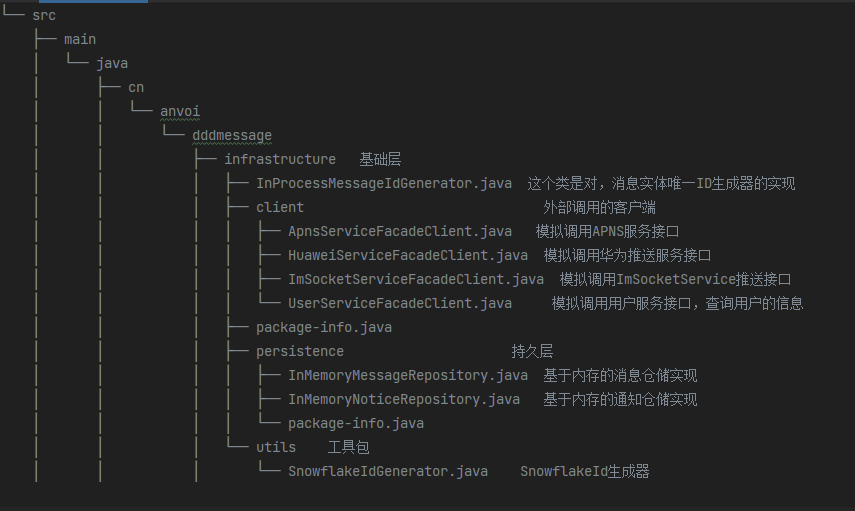 └── src
    ├── main
    │   └── java
    │       ├── cn
    │       │   └── anvoi
    │       │       └── dddmessage
    │       │           ├── infrastructure   基础层
    │       │           │   ├── InProcessMessageIdGenerator.java  这个类是对，消息实体唯一ID生成器的实现
    │       │           │   ├── client                              外部调用的客户端
    │       │           │   │   ├── ApnsServiceFacadeClient.java   模拟调用APNS服务接口
    │       │           │   │   ├── HuaweiServiceFacadeClient.java  模拟调用华为推送服务接口
    │       │           │   │   ├── ImSocketServiceFacadeClient.java  模拟调用ImSocketService推送接口
    │       │           │   │   └── UserServiceFacadeClient.java     模拟调用用户服务接口，查询用户的信息
    │       │           │   ├── package-info.java
    │       │           │   ├── persistence                     持久层
    │       │           │   │   ├── InMemoryMessageRepository.java  基于内存的消息仓储实现
    │       │           │   │   ├── InMemoryNoticeRepository.java   基于内存的通知仓储实现
    │       │           │   │   └── package-info.java
    │       │           └── utils    工具包
    │       │           │       └── SnowflakeIdGenerator.java    SnowflakeId生成器